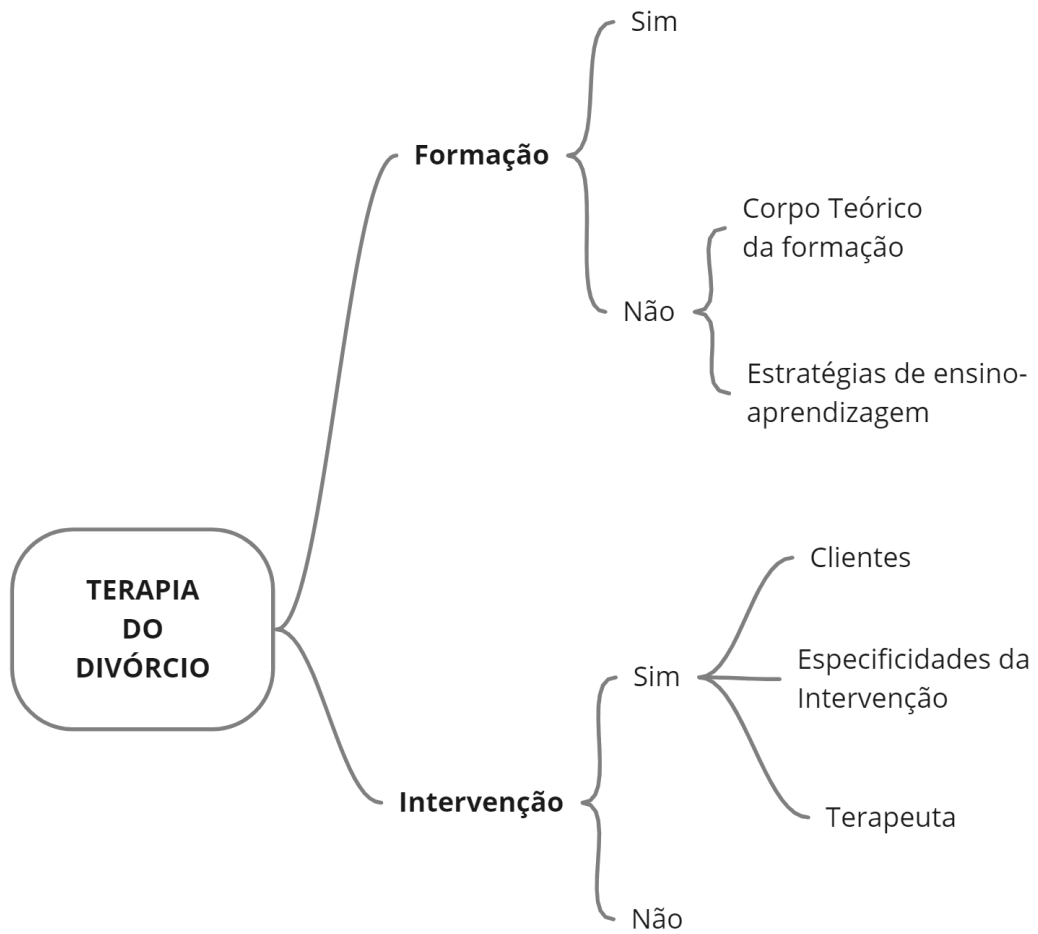 Sim
Formação
Corpo Teórico
da formação
Não
Estratégias de ensino-
aprendizagem
TERAPIA
DO
DIVÓRCIO
Clientes
Especificidades da
Intervenção
Sim
Terapeuta
Intervenção
Não